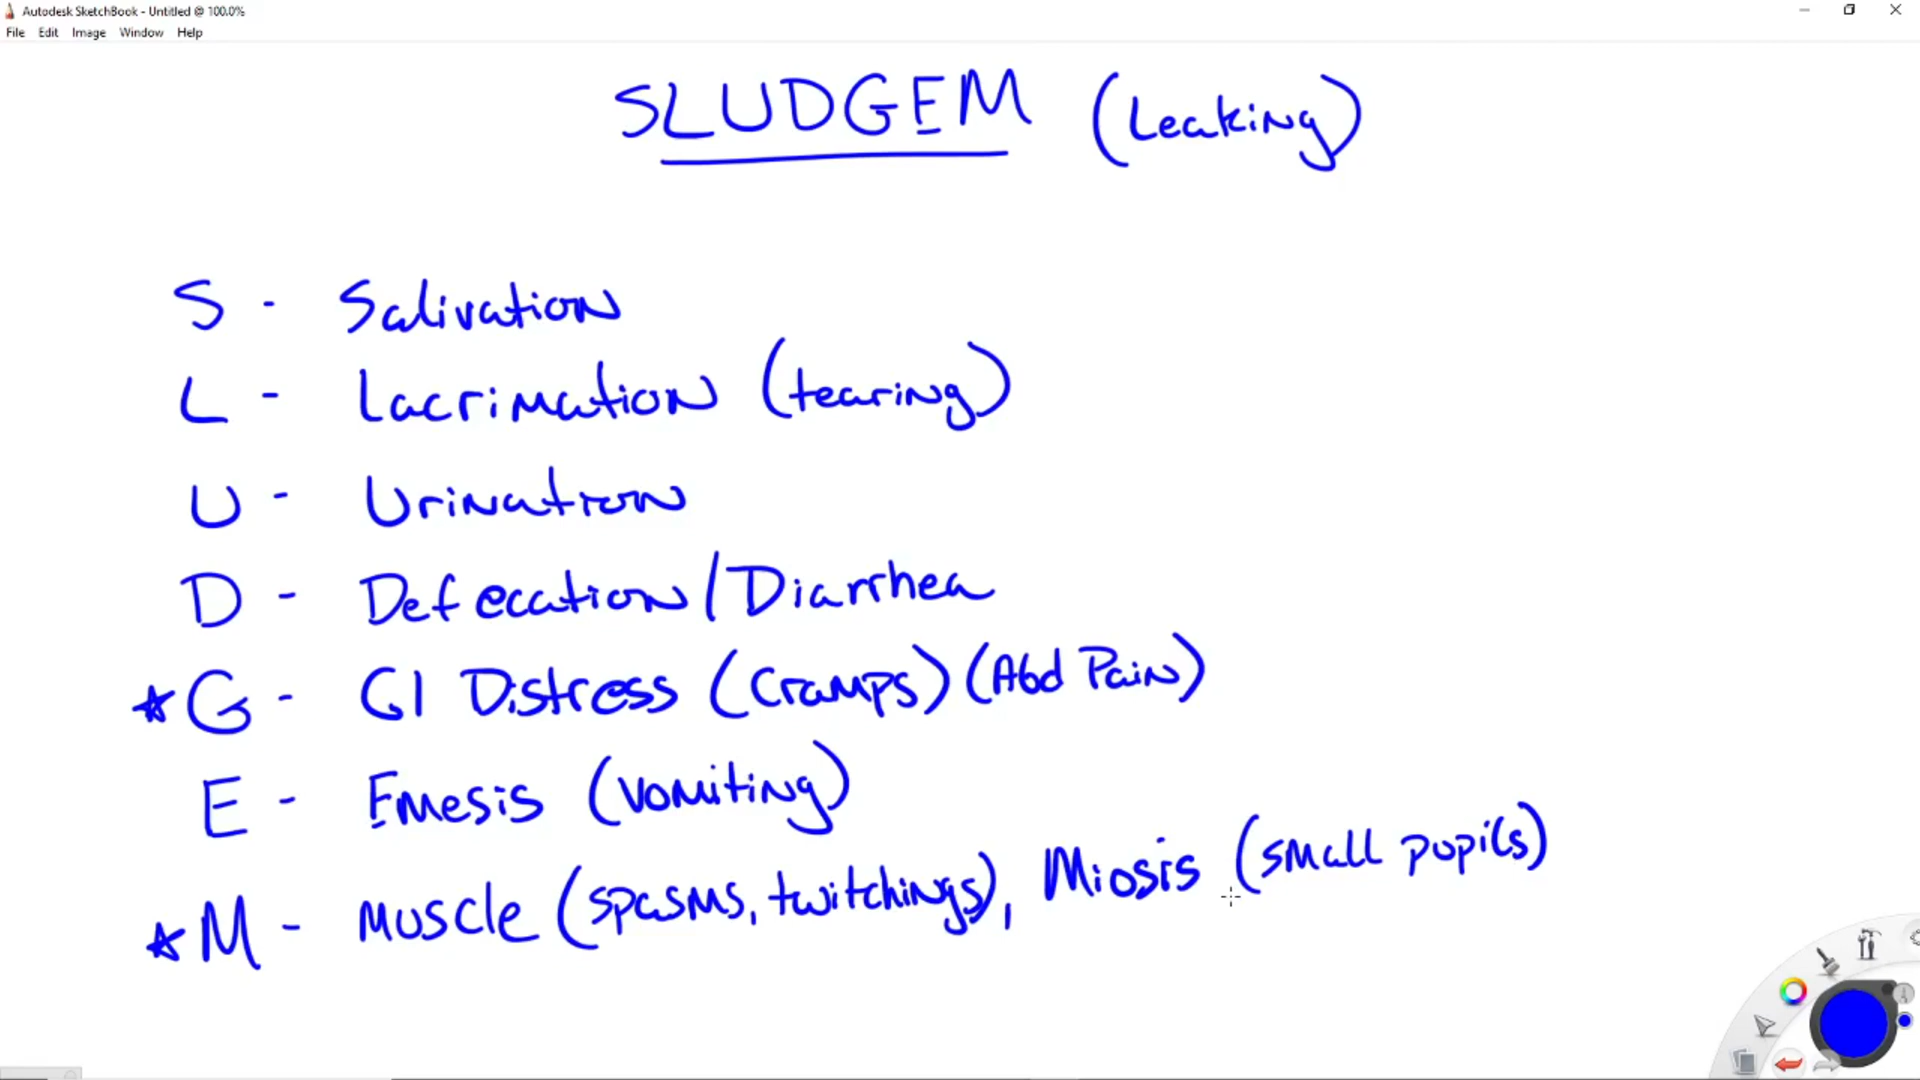 Autodesk SketchBook - Untitled @ 100.0%
File Edit Image Window Help
SLUDGEM (Leaking)
S - Salivation
L - Lacrimation (tearing)
U - Urination
D - Defecation/Diarrhea
★G - GI Distress (Cramps) (Abd Pain)
E - Emesis (vomiting)
★M - Muscle (spasms, twitchings), Miosis (small pupils)